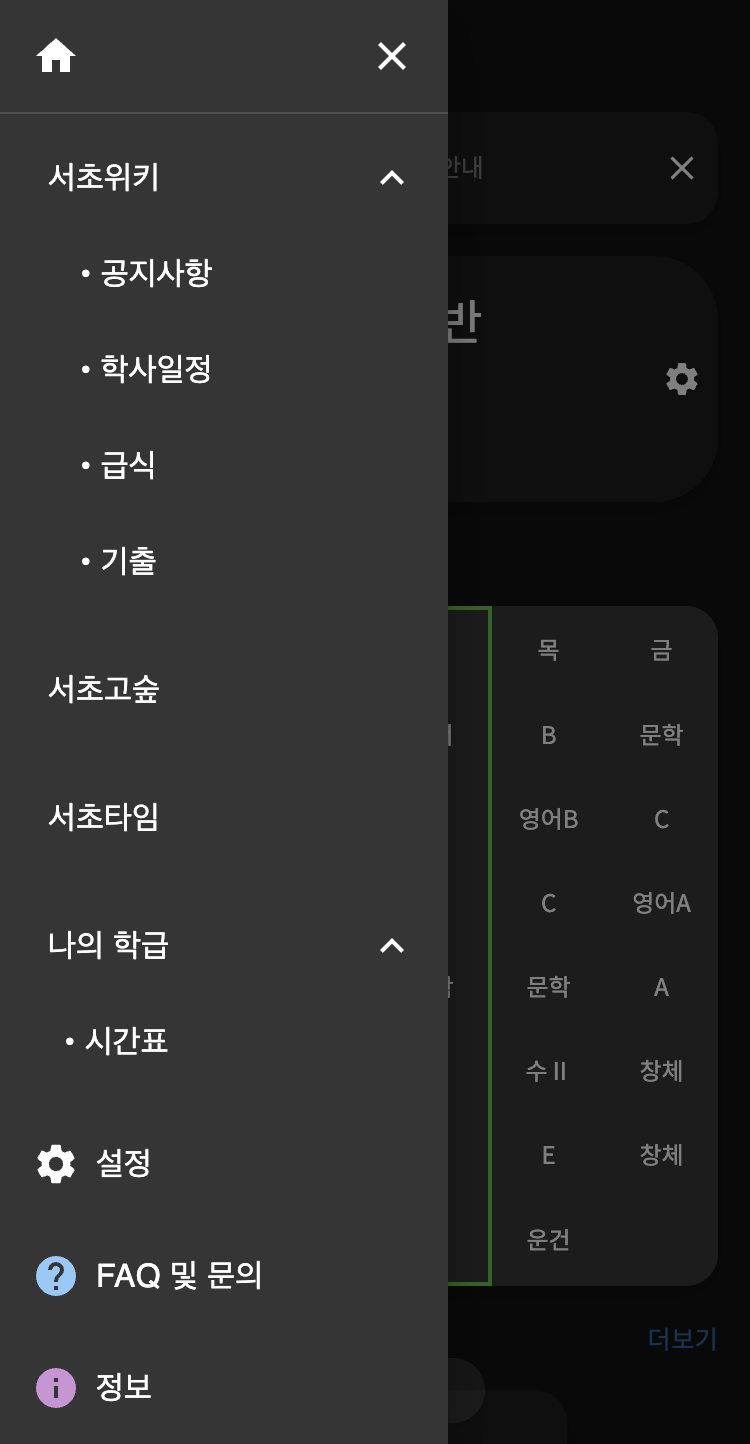 서초위키
• 공지사항
• 학사일정
• 급식
• 기출
서초고숲
서초타임
나의 학급
• 시간표
설정
FAQ 및 문의
정보
안내
반
목 금
B 문학
영어B C
C 영어A
문학 A
수Ⅱ 창체
E 창체
운건
더보기